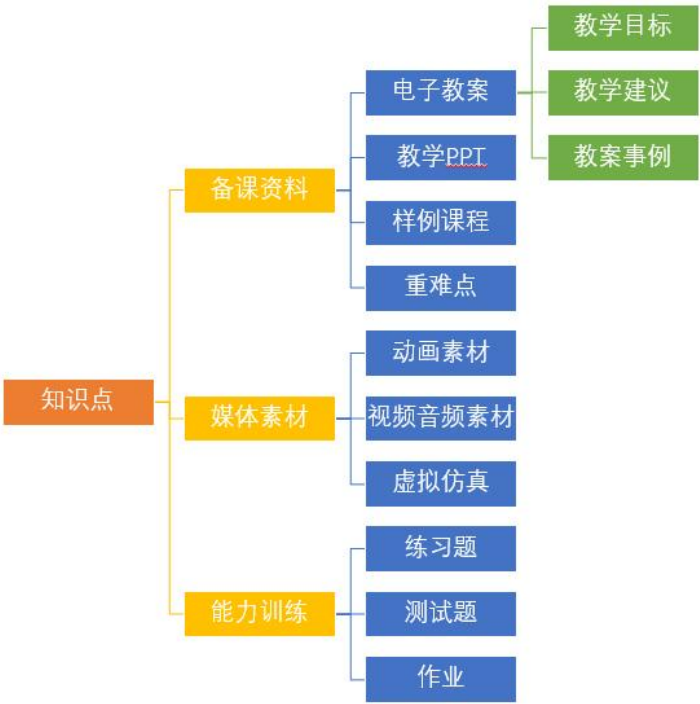 教学目标
电子教案
教学建议
教学PPT
教案事例
备课资料
样例课程
重难点
动画素材
知识点
媒体素材
视频音频素材
虚拟仿真
练习题
能力训练
测试题
作业